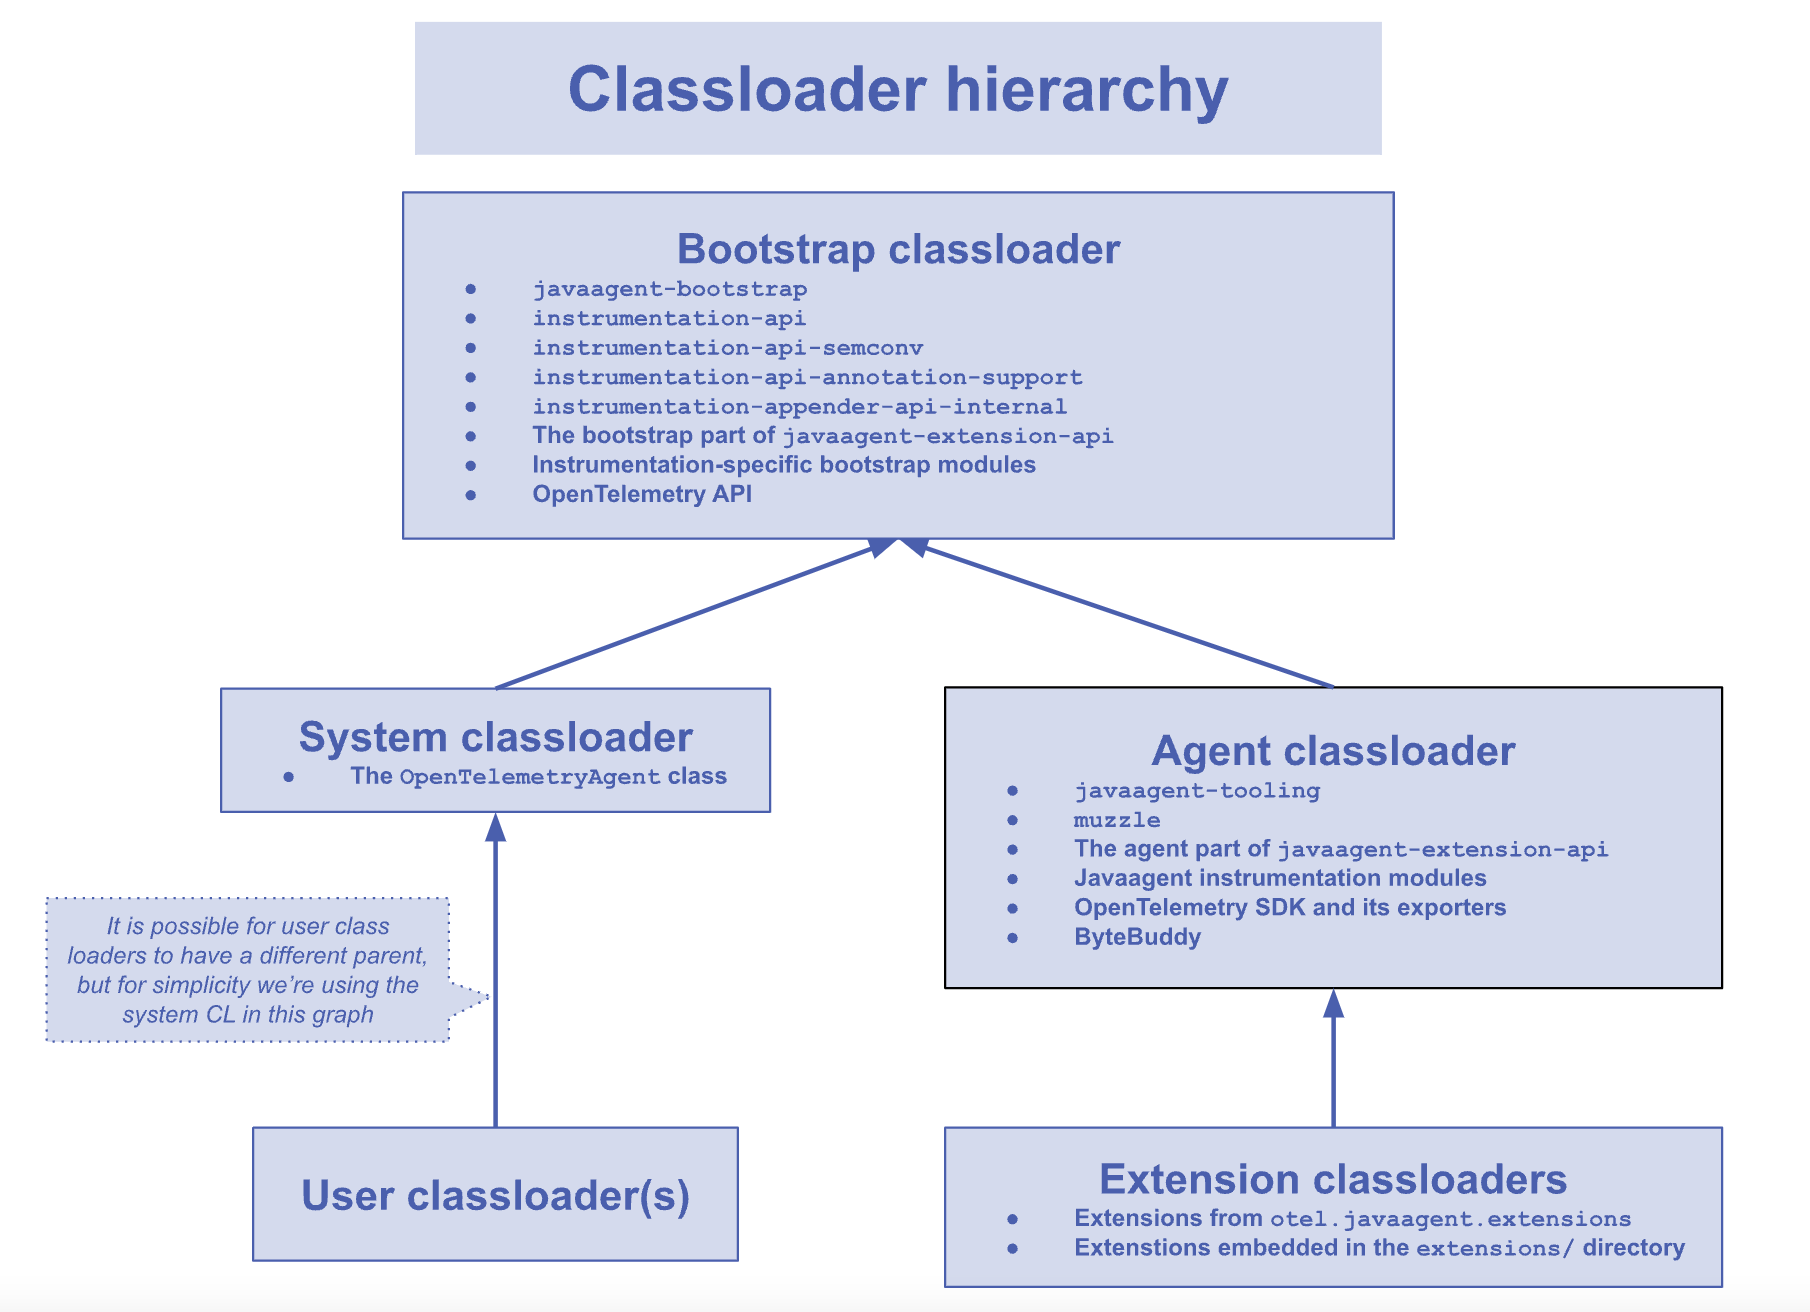 Classloader hierarchy
Bootstrap classloader
● javaagent-bootstrap
● instrumentation-api
● instrumentation-api-semconv
● instrumentation-api-annotation-support
● instrumentation-appender-api-internal
● The bootstrap part of javaagent-extension-api
● Instrumentation-specific bootstrap modules
● OpenTelemetry API
System classloader
● The OpenTelemetryAgent class
Agent classloader
● javaagent-tooling
● muzzle
● The agent part of javaagent-extension-api
● Javaagent instrumentation modules
● OpenTelemetry SDK and its exporters
● ByteBuddy
It is possible for user class
loaders to have a different parent,
but for simplicity we’re using the
system CL in this graph
User classloader(s)
Extension classloaders
● Extensions from otel.javaagent.extensions
● Extenstions embedded in the extensions/ directory